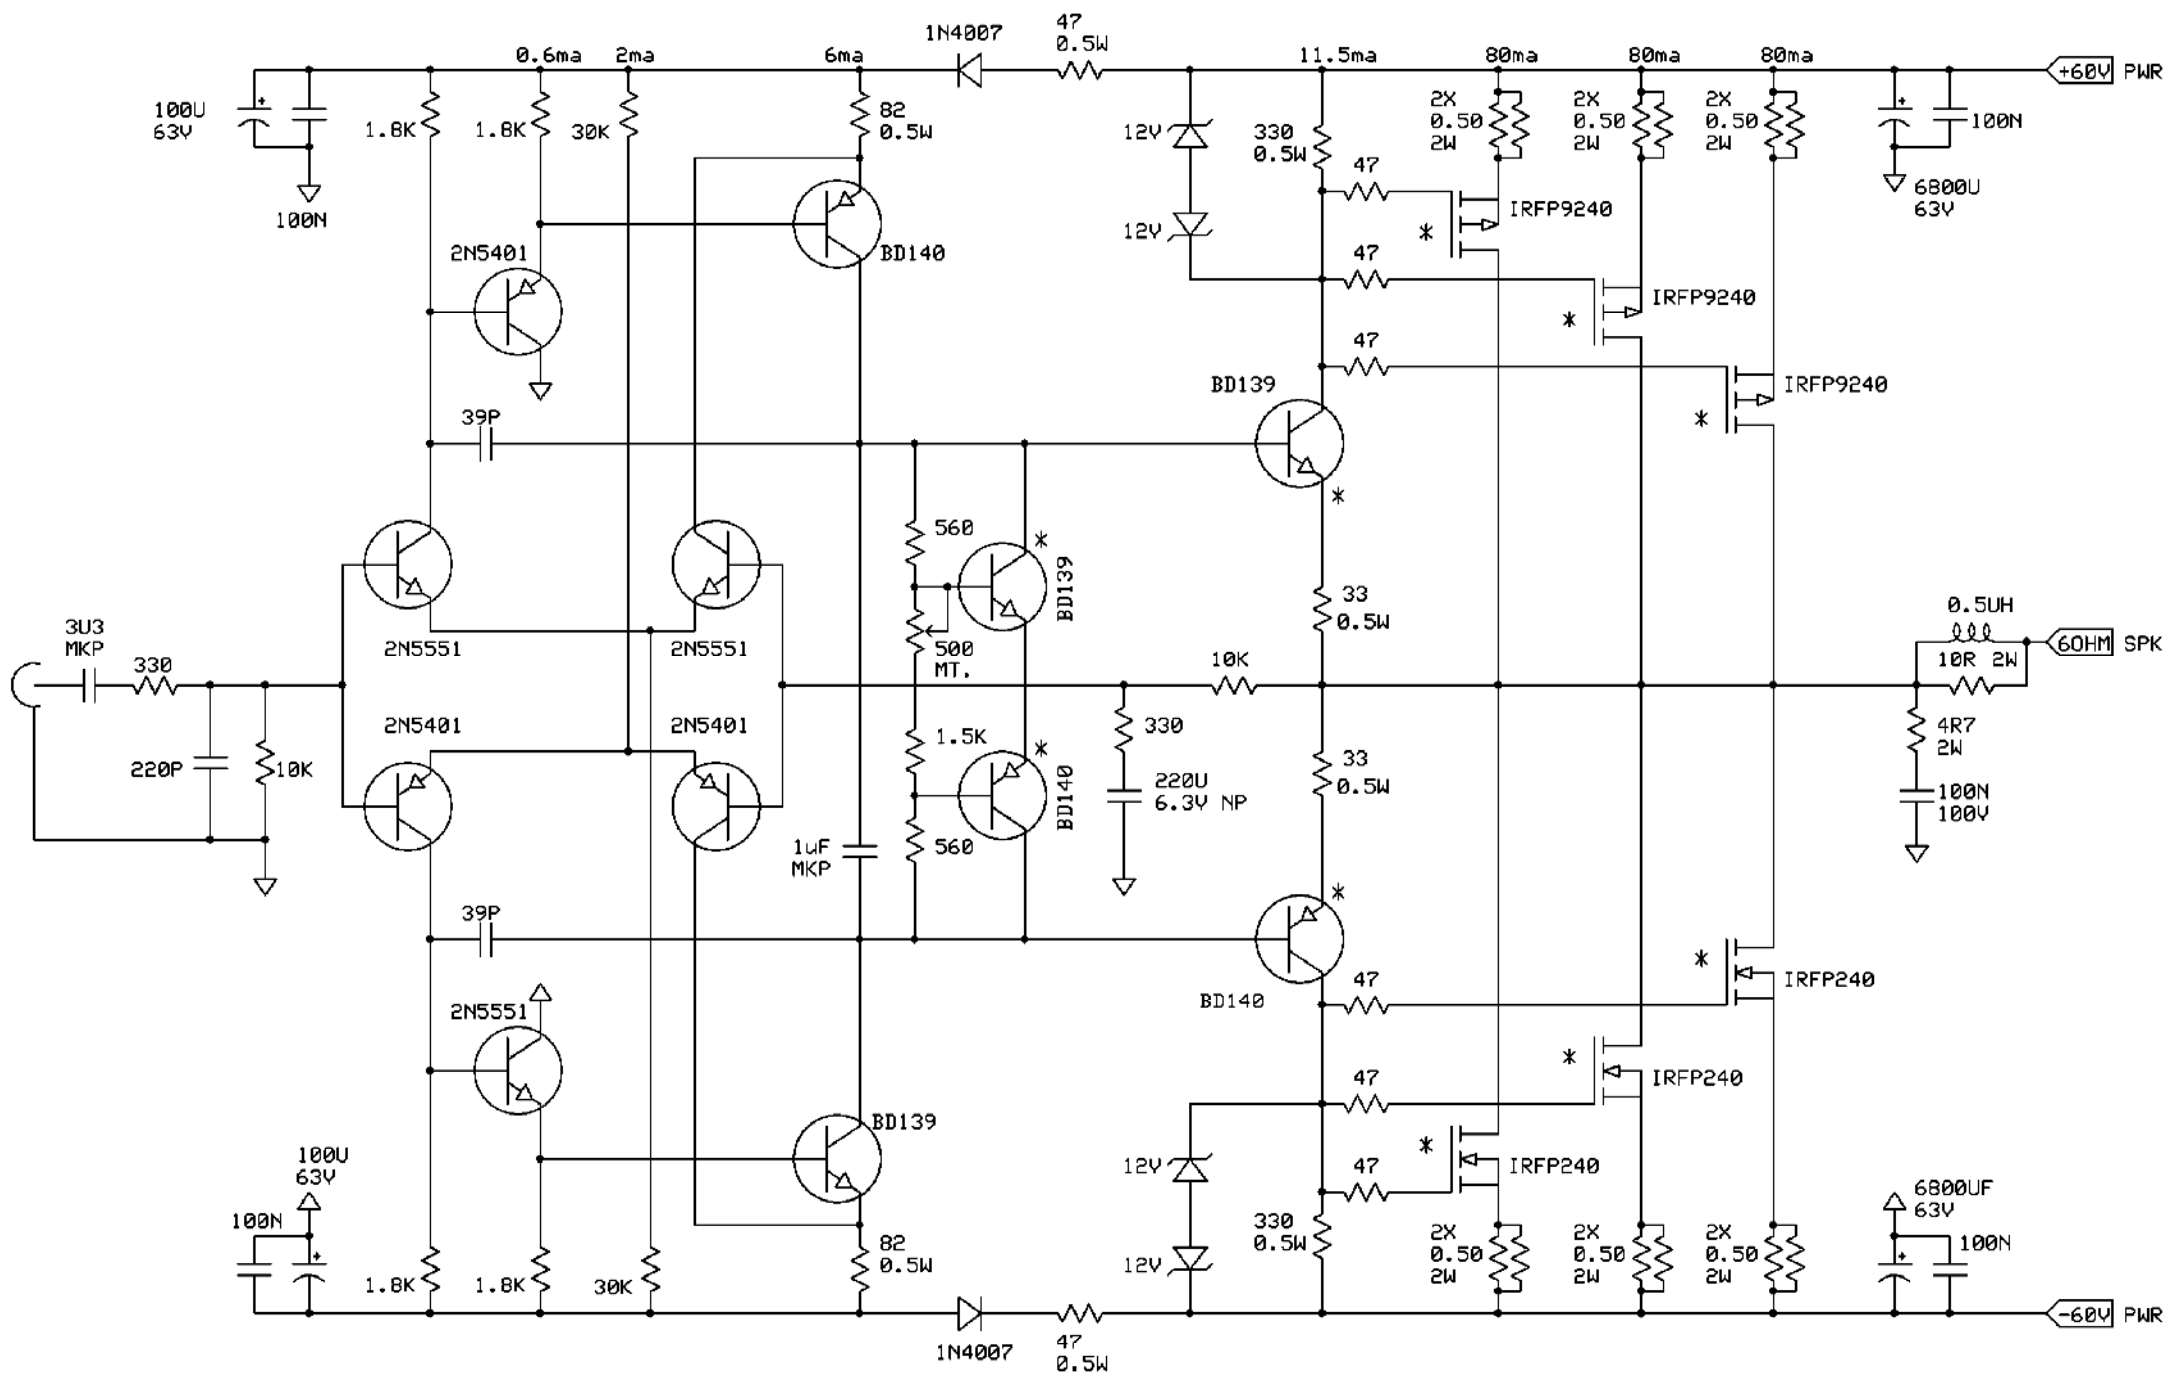 1N4007
47
0.5W
0.6ma
2ma
6ma
11.5ma
80ma
80ma
80ma
+60V
PWR
100U
63V
1.8K
1.8K
30K
82
0.5W
12V
330
0.5W
2X
0.50
2W
2X
0.50
2W
2X
0.50
2W
100N
47
100N
6800U
63V
IRFP9240
*
12V
2N5401
BD140
47
IRFP9240
*
47
BD139
IRFP9240
*
39P
*
560
*
BD139
33
0.5W
0.5UH
6OHM
SPK
3U3
MKP
330
2N5551
2N5551
500
MT.
10K
10R 2W
2N5401
2N5401
1.5K
*
330
33
0.5W
4R7
2W
220P
10K
BD140
220U
6.3V NP
100N
100V
1uF
MKP
560
*
39P
*
IRFP240
47
BD140
2N5551
*
47
IRFP240
BD139
*
47
IRFP240
12V
100U
63V
100N
6800UF
63V
330
0.5W
2X
0.50
2W
2X
0.50
2W
2X
0.50
2W
100N
82
0.5W
12V
1.8K
1.8K
30K
-60V
PWR
1N4007
47
0.5W